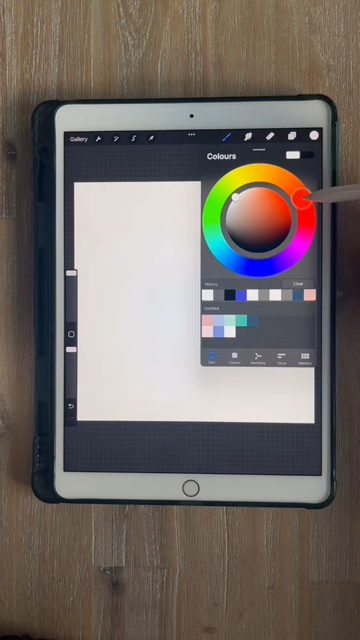 Gallery
Colours
History
Clear
Untitled
Disc
Classic
Harmony
Value
Palettes